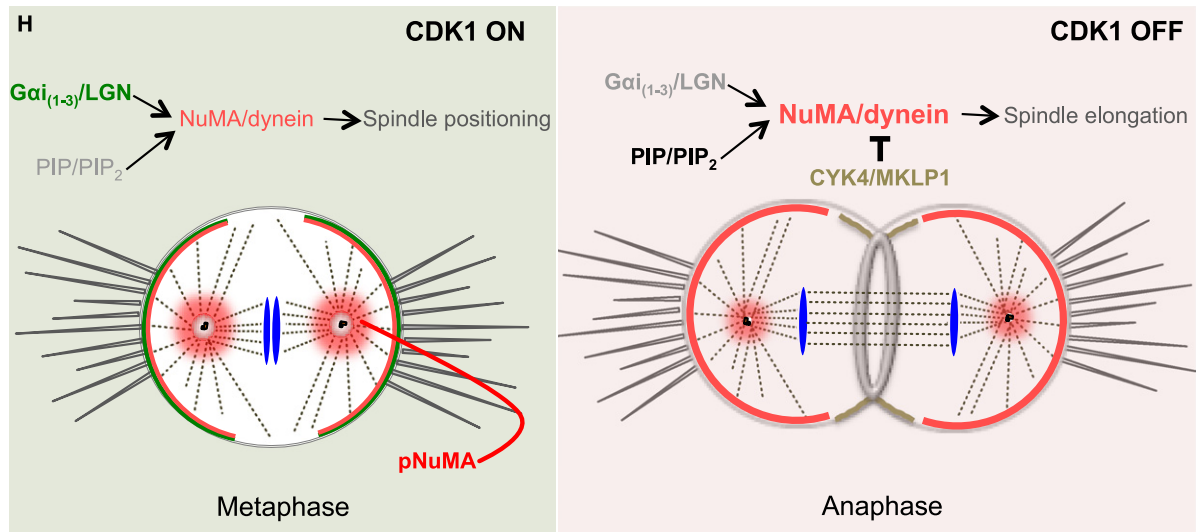 H
CDK1 ON
Gαi(1-3)/LGN
NuMA/dynein
Spindle positioning
PIP/PIP2
pNuMA
Metaphase
CDK1 OFF
Gαi(1-3)/LGN
NuMA/dynein
Spindle elongation
PIP/PIP2
CYK4/MKLP1
Anaphase